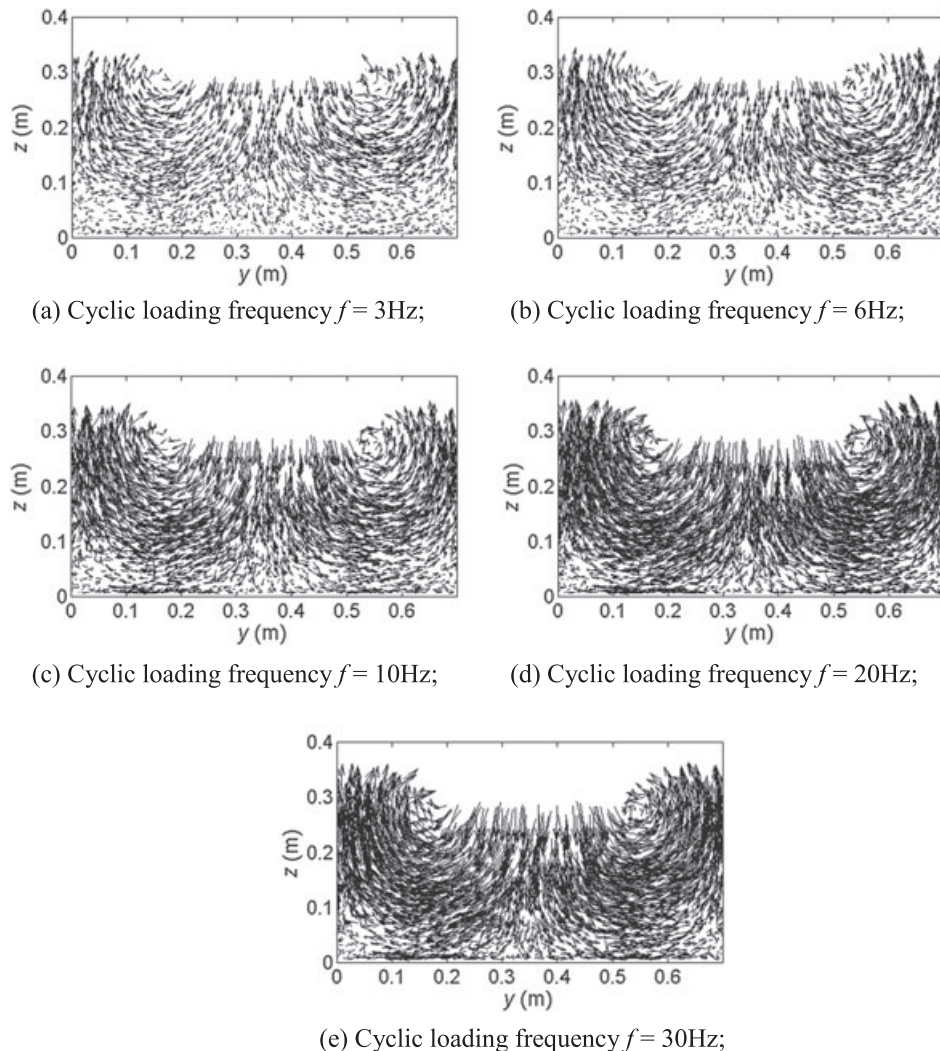 0.4
0.3
0.2
0.1
0
z (m)
0 0.1 0.2 0.3 0.4 0.5 0.6
y (m)
(a) Cyclic loading frequency f = 3Hz;
0.4
0.3
0.2
0.1
0
z (m)
0 0.1 0.2 0.3 0.4 0.5 0.6
y (m)
(b) Cyclic loading frequency f = 6Hz;
0.4
0.3
0.2
0.1
0
z (m)
0 0.1 0.2 0.3 0.4 0.5 0.6
y (m)
(c) Cyclic loading frequency f = 10Hz;
0.4
0.3
0.2
0.1
0
z (m)
0 0.1 0.2 0.3 0.4 0.5 0.6
y (m)
(d) Cyclic loading frequency f = 20Hz;
0.4
0.3
0.2
0.1
0
z (m)
0 0.1 0.2 0.3 0.4 0.5 0.6
y (m)
(e) Cyclic loading frequency f = 30Hz;